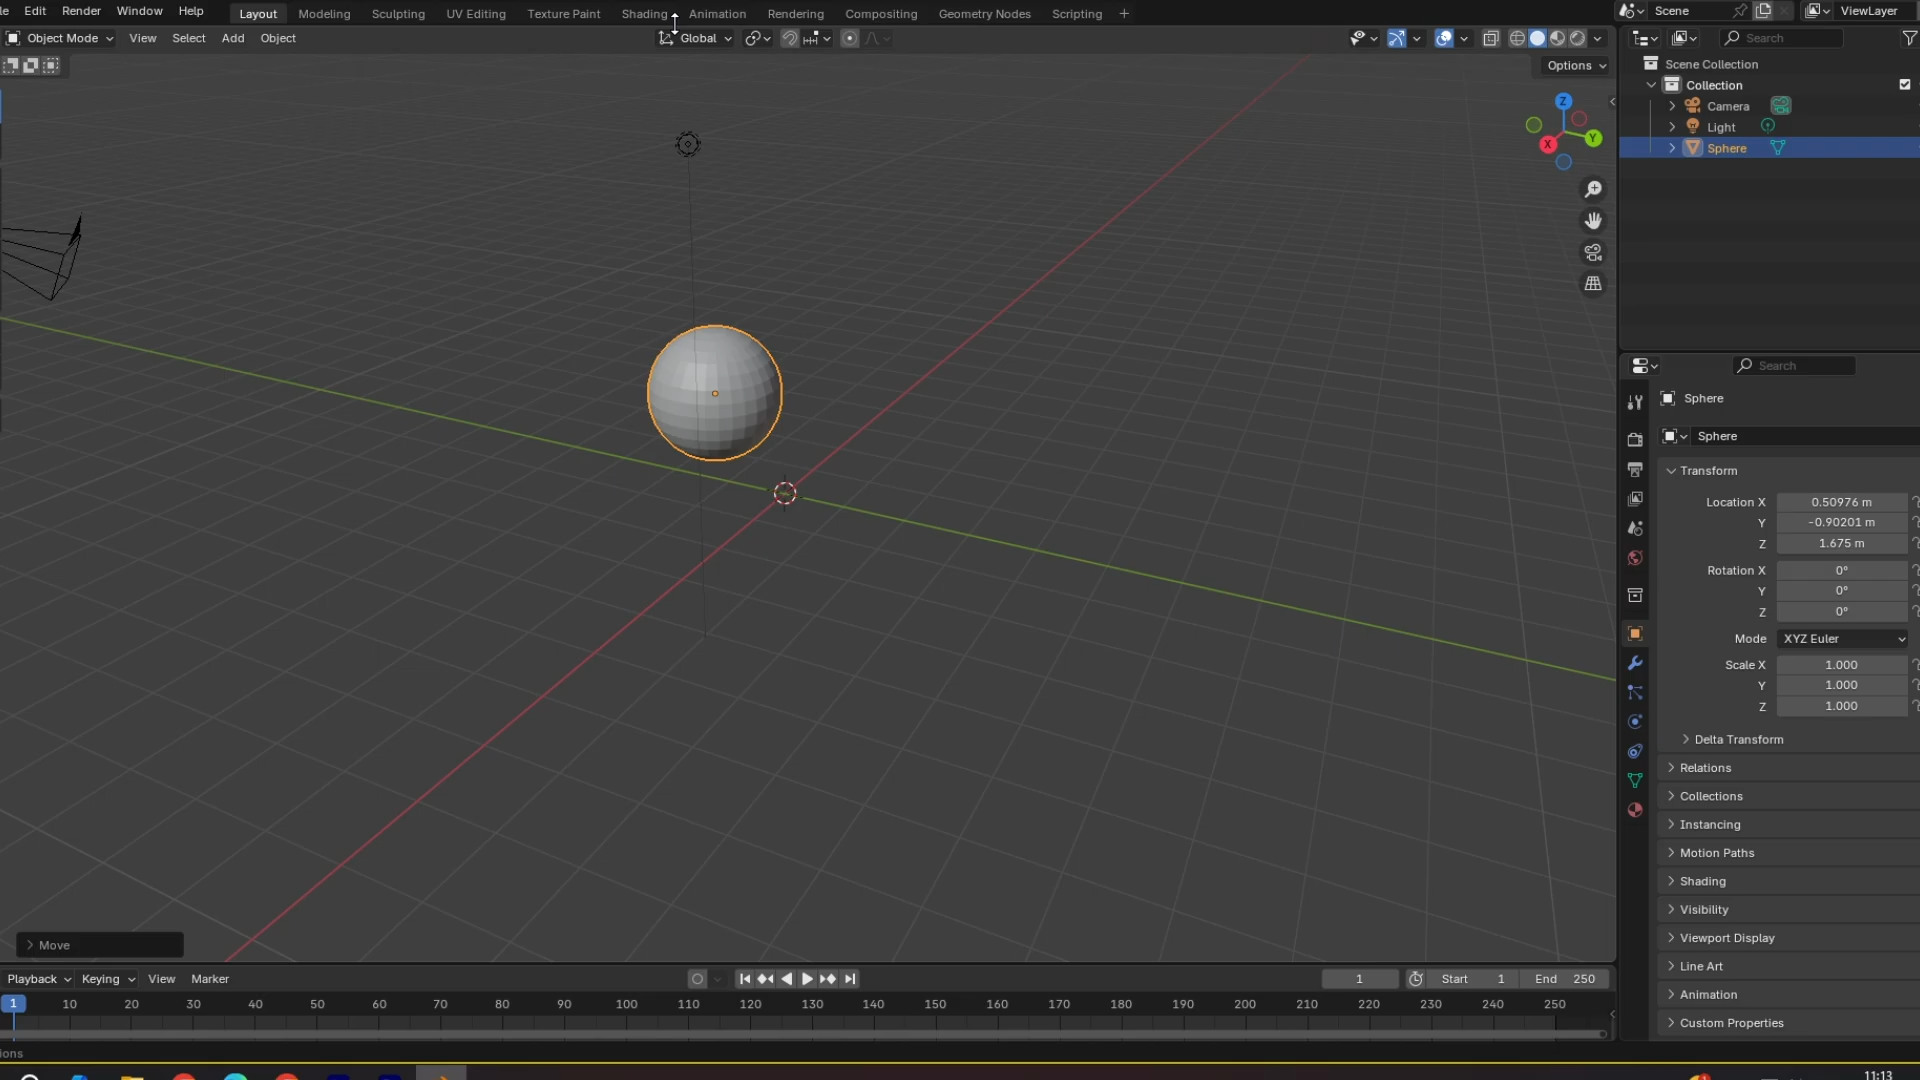 le Edit Render Window Help Layout Modeling Sculpting UV Editing Texture Paint Shading Animation Rendering Compositing Geometry Nodes Scripting + Scene ViewLayer
Object Mode View Select Add Object Global Search
Options
Scene Collection
Collection
Camera
Light
Sphere
Z
Y
X
Search
Sphere
Sphere
Transform
Location X 0.50976 m
Y -0.90201 m
Z 1.675 m
Rotation X 0°
Y 0°
Z 0°
Mode XYZ Euler
Scale X 1.000
Y 1.000
Z 1.000
Delta Transform
Relations
Collections
Instancing
Motion Paths
Shading
Visibility
Viewport Display
Line Art
Animation
Custom Properties
Move
Playback Keying View Marker 1 Start 1 End 250
1 10 20 30 40 50 60 70 80 90 100 110 120 130 140 150 160 170 180 190 200 210 220 230 240 250
ions
11:13